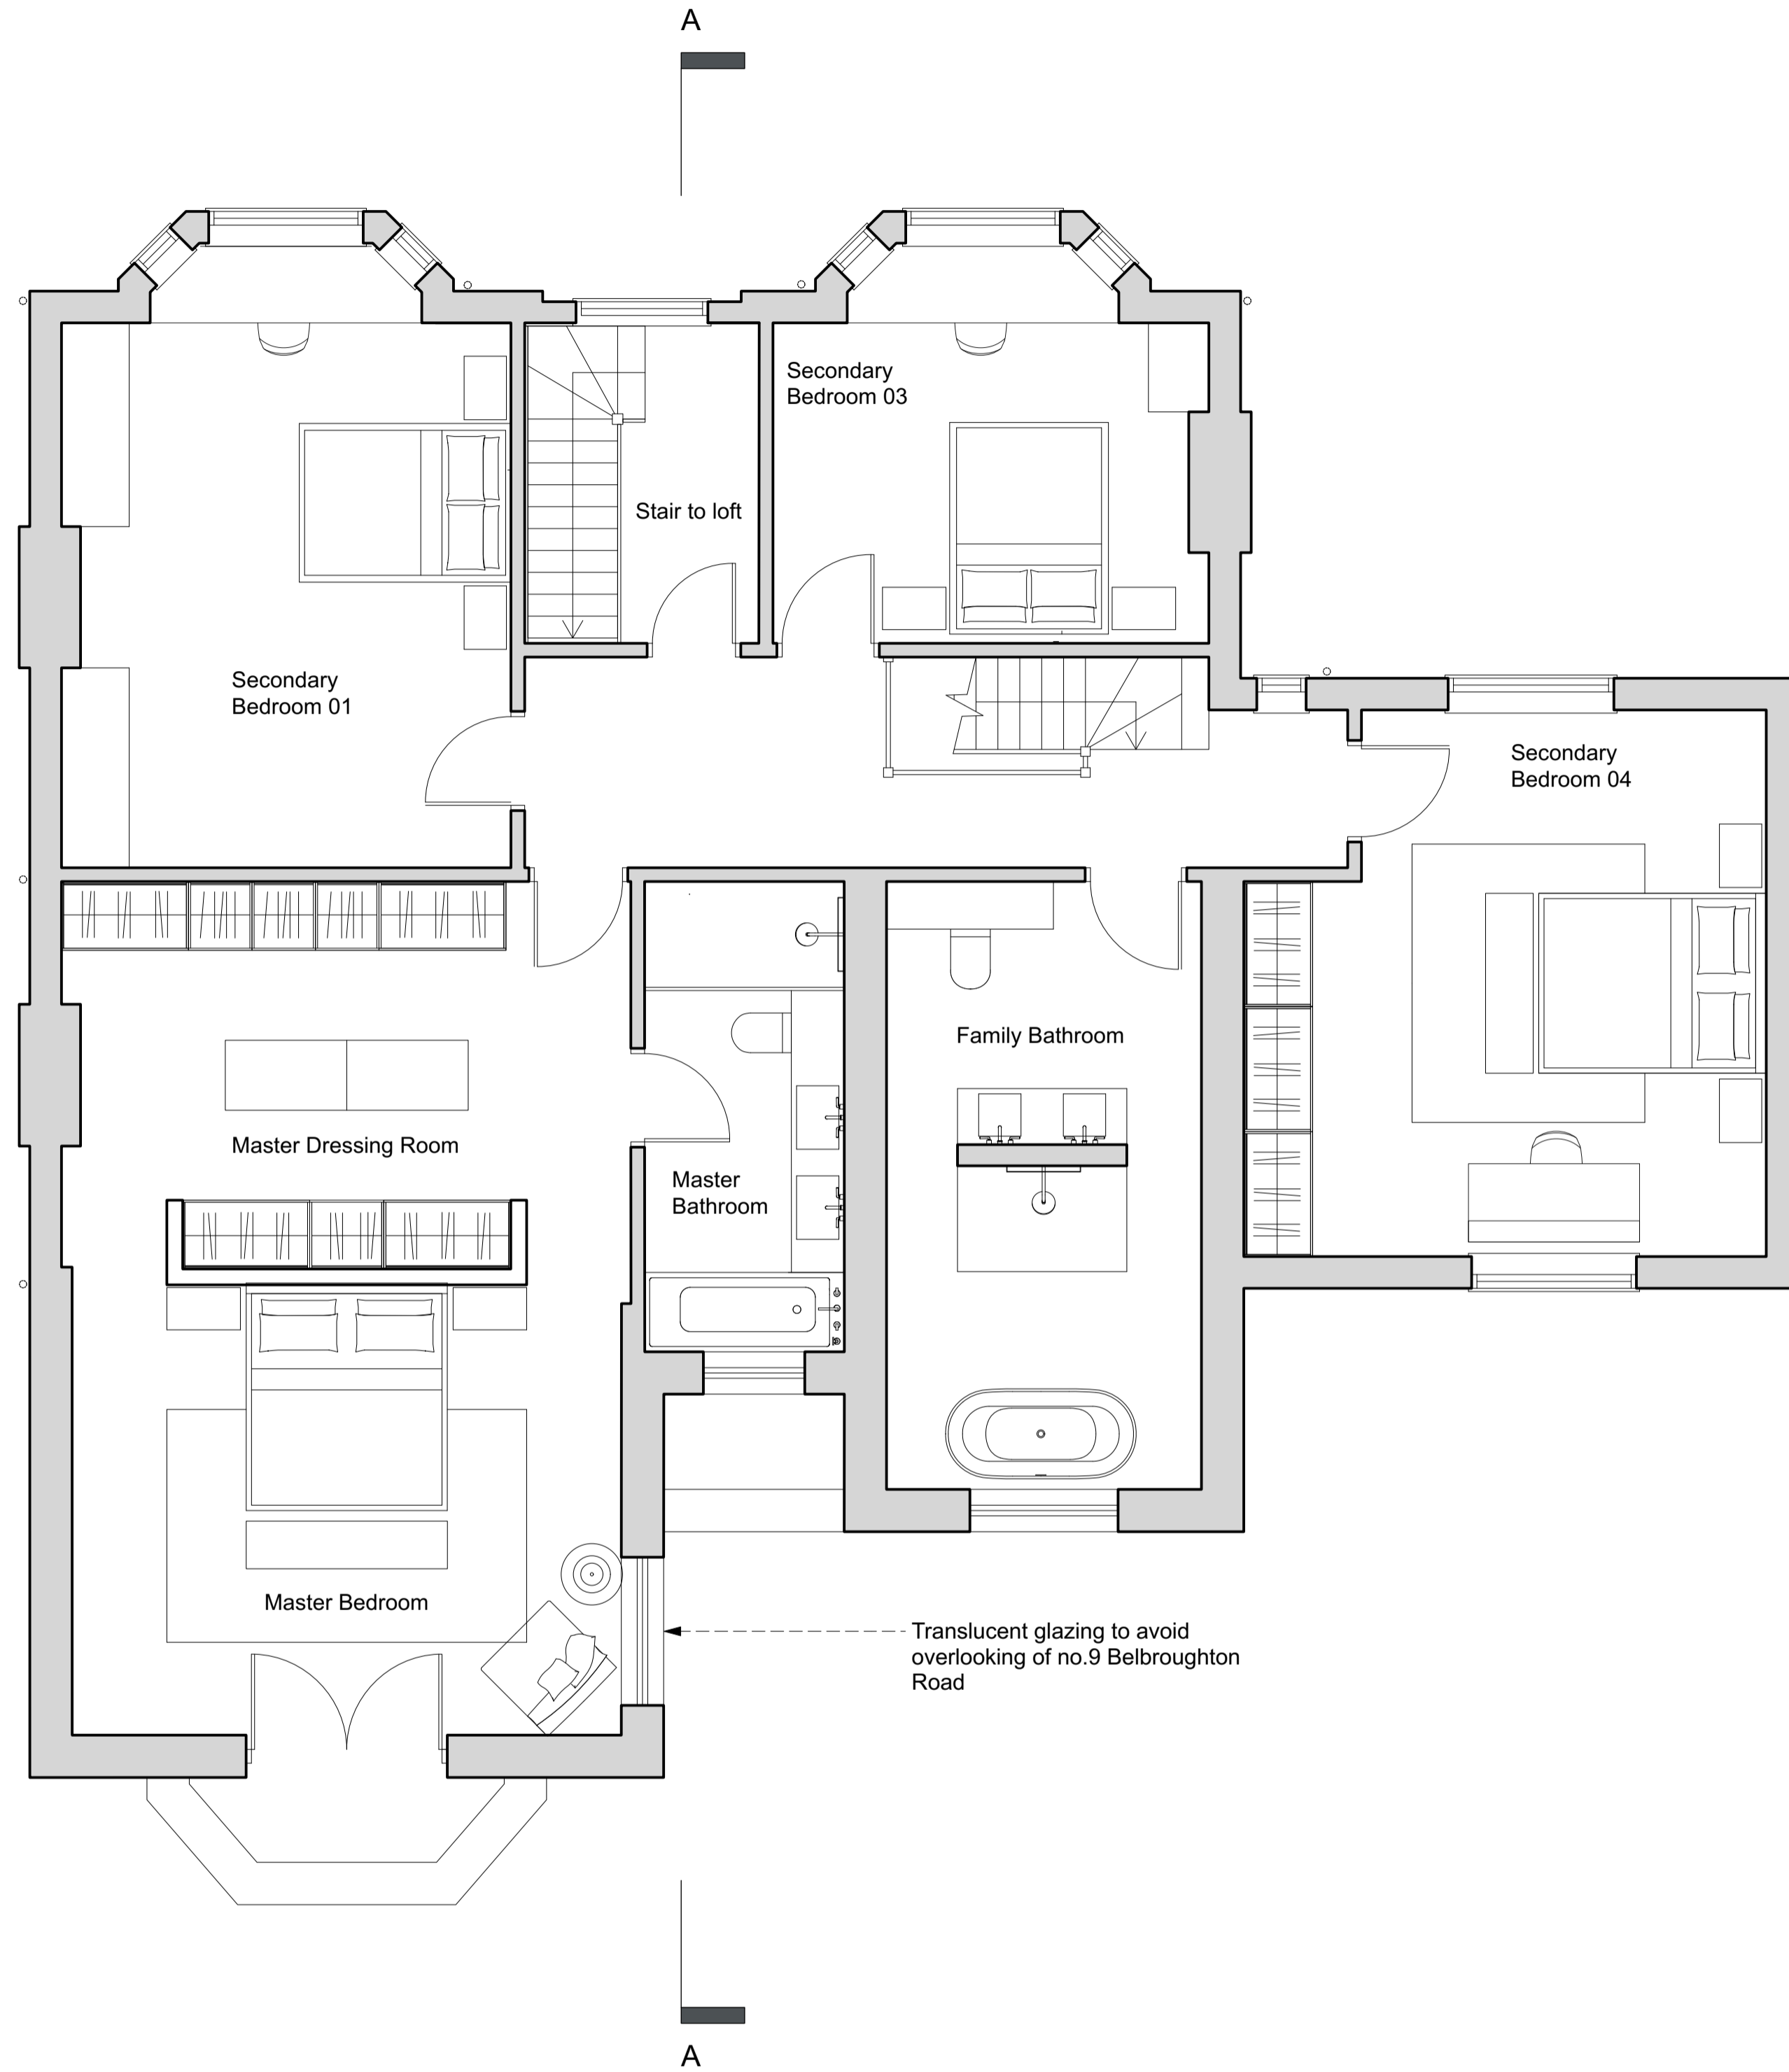 A
Secondary
Bedroom 03
Stair to loft
Secondary
Bedroom 01
Secondary
Bedroom 04
Family Bathroom
Master Dressing Room
Master
Bathroom
Master Bedroom
Translucent glazing to avoid
overlooking of no.9 Belbroughton
Road
A